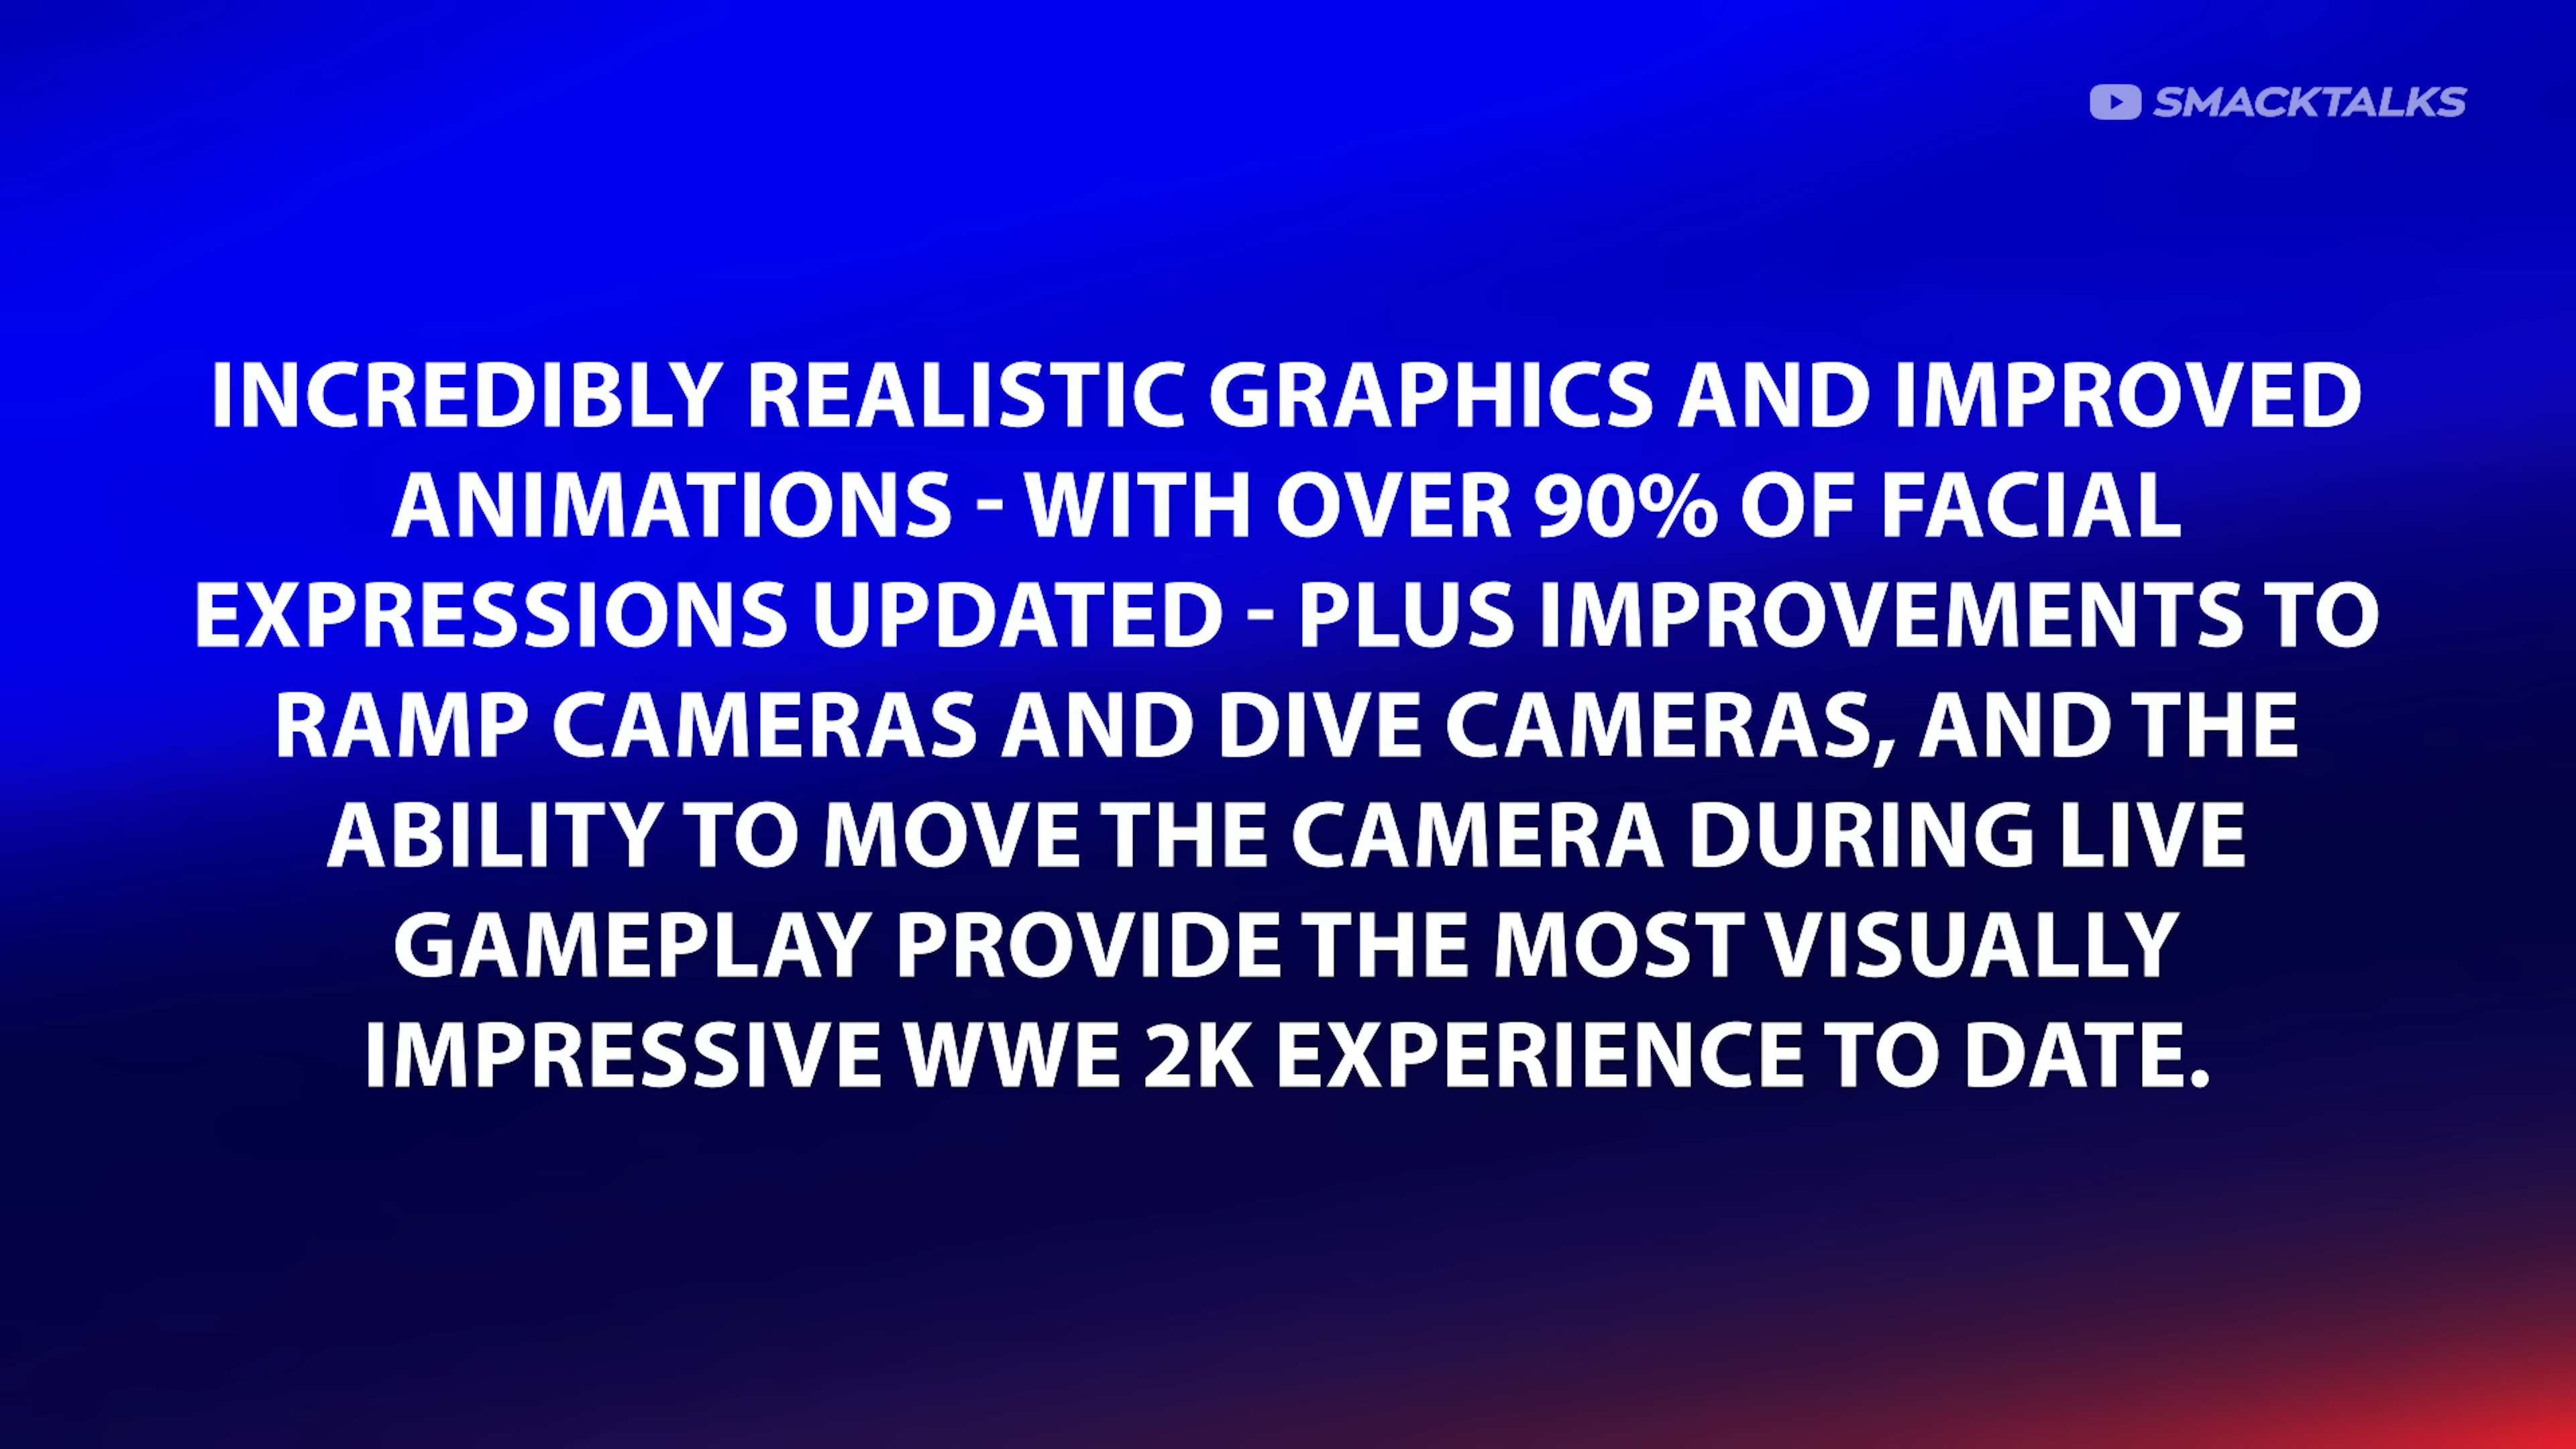 SMACKTALKS
INCREDIBLY REALISTIC GRAPHICS AND IMPROVED
ANIMATIONS - WITH OVER 90% OF FACIAL
EXPRESSIONS UPDATED - PLUS IMPROVEMENTS TO
RAMP CAMERAS AND DIVE CAMERAS, AND THE
ABILITY TO MOVE THE CAMERA DURING LIVE
GAMEPLAY PROVIDE THE MOST VISUALLY
IMPRESSIVE WWE 2K EXPERIENCE TO DATE.